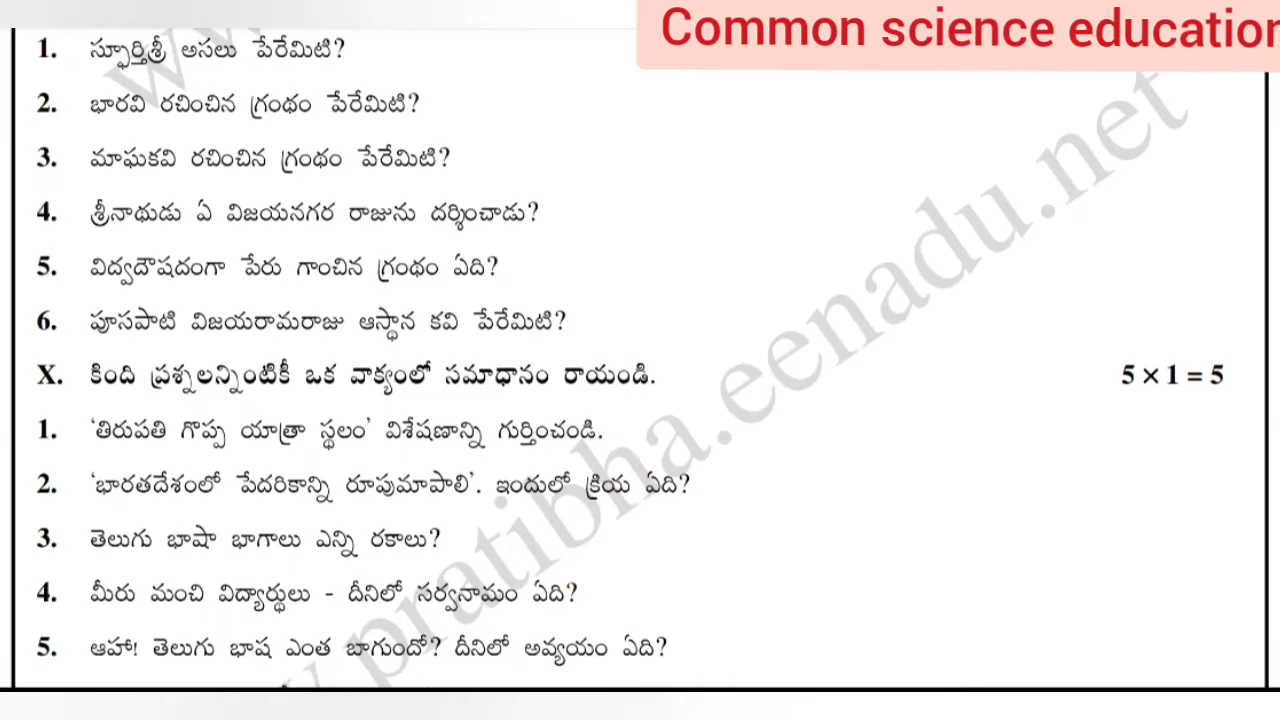 Common science education
1. స్ఫూర్తిశ్రీ అసలు పేరేమిటి?
2. భారవి రచించిన గ్రంథం పేరేమిటి?
3. మాఘకవి రచించిన గ్రంథం పేరేమిటి?
4. శ్రీనాథుడు ఏ విజయనగర రాజును దర్శించాడు?
5. విద్వదౌషదంగా పేరు గాంచిన గ్రంథం ఏది?
6. పూసపాటి విజయరామరాజు ఆస్థాన కవి పేరేమిటి?
X. కింది ప్రశ్నలన్నింటికీ ఒక వాక్యంలో సమాధానం రాయండి. 5 × 1 = 5
1. ‘తిరుపతి గొప్ప యాత్రా స్థలం’ విశేషణాన్ని గుర్తించండి.
2. ‘భారతదేశంలో పేదరికాన్ని రూపుమాపాలి’. ఇందులో క్రియ ఏది?
3. తెలుగు భాషా భాగాలు ఎన్ని రకాలు?
4. మీరు మంచి విద్యార్థులు - దీనిలో సర్వనామం ఏది?
5. ఆహా! తెలుగు భాష ఎంత బాగుందో? దీనిలో అవ్యయం ఏది?
www.pratibha.eenadu.net